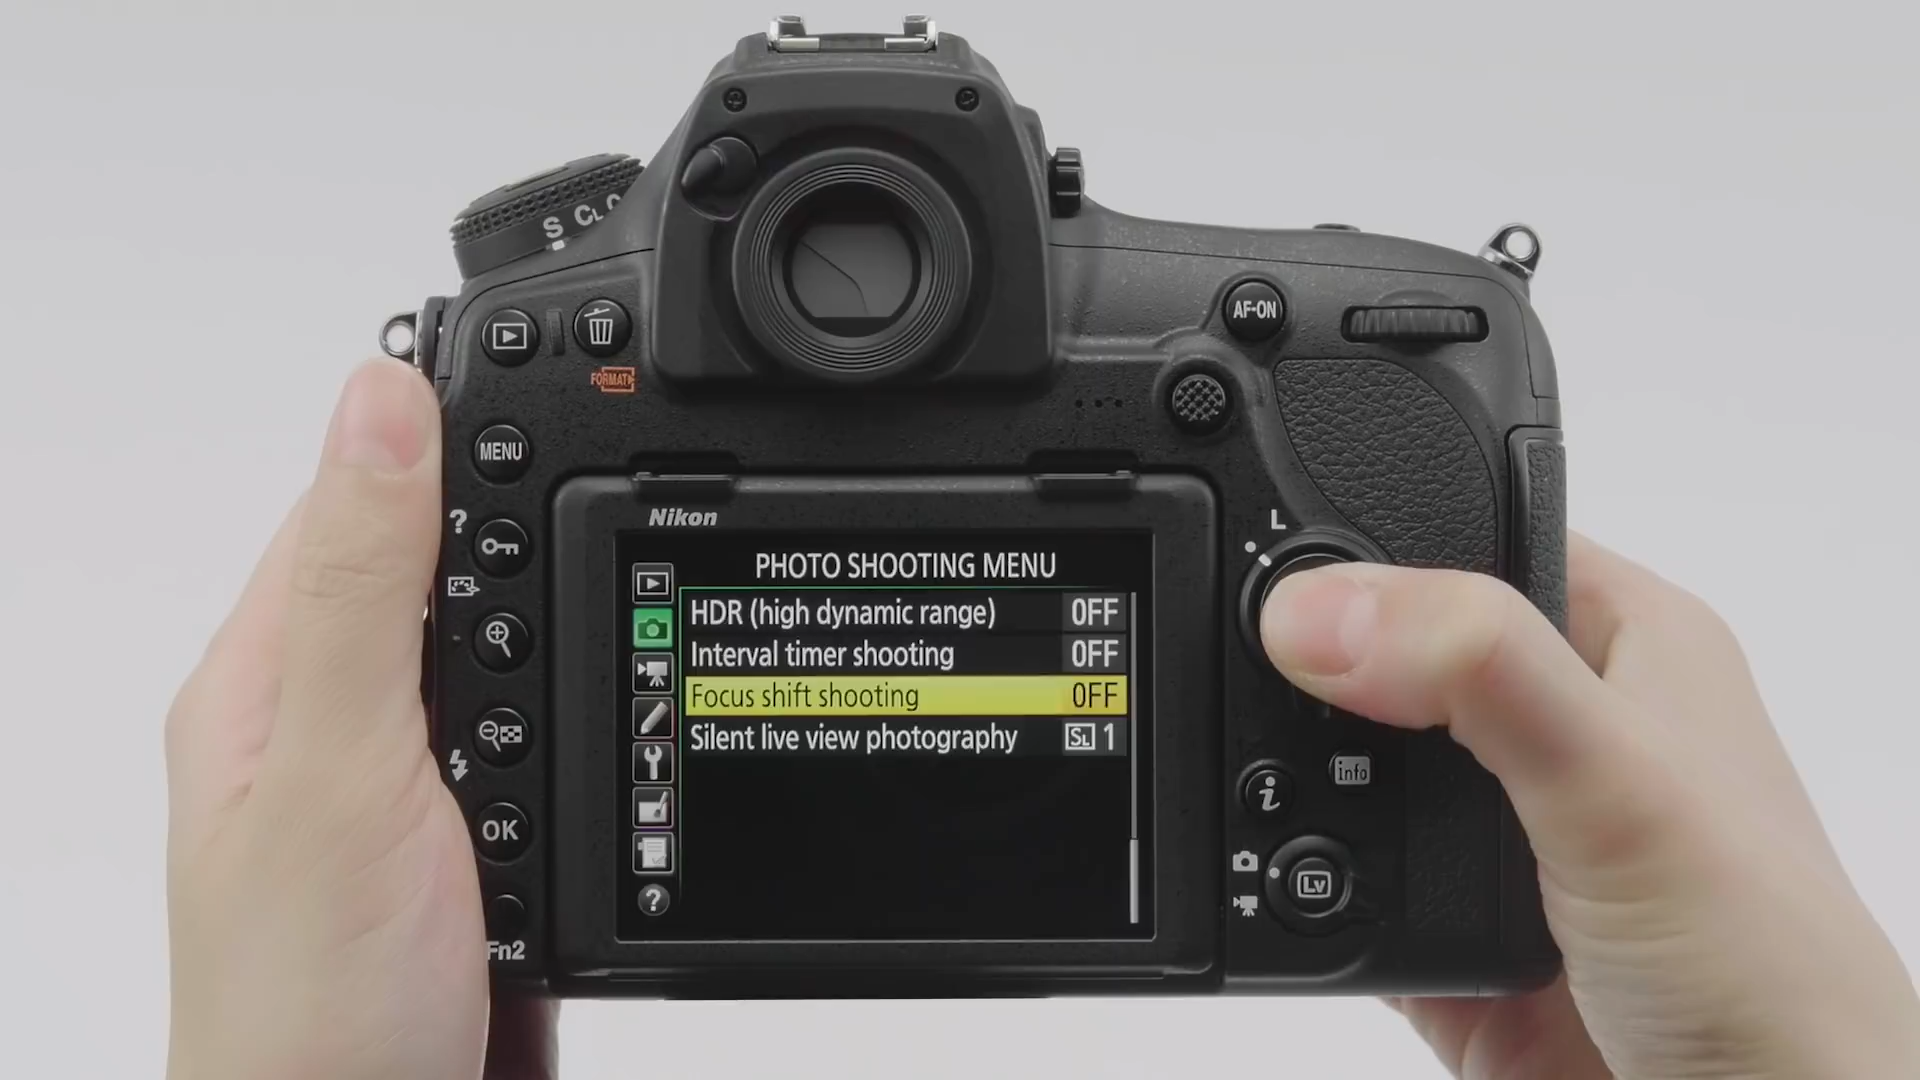 S CL C
AF-ON
FORMAT
MENU
Nikon
?
L
PHOTO SHOOTING MENU
HDR (high dynamic range) OFF
Interval timer shooting OFF
Focus shift shooting OFF
Silent live view photography SL 1
info
i
OK
Lv
?
Fn2